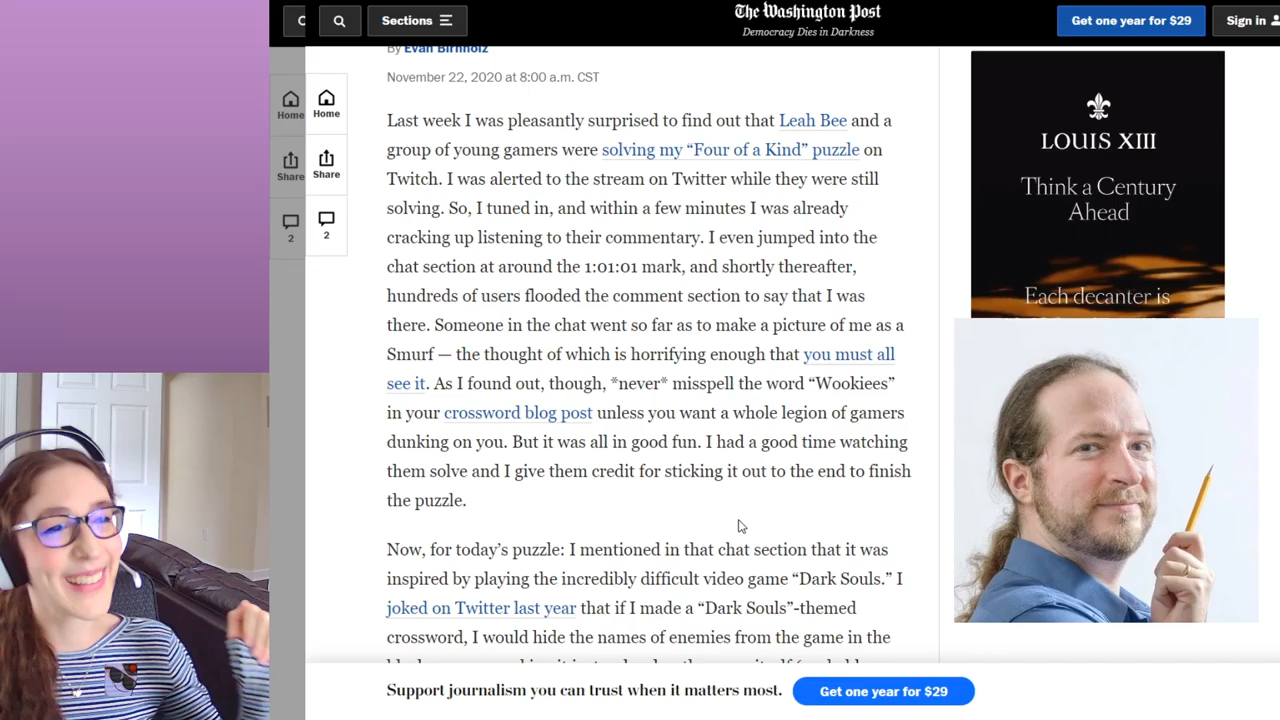 Sections
The Washington Post
Democracy Dies in Darkness
Get one year for $29
Sign in
By Evan Birnholz
November 22, 2020 at 8:00 a.m. CST
Home
Home
Share
Share
2
2
Last week I was pleasantly surprised to find out that Leah Bee and a
group of young gamers were solving my “Four of a Kind” puzzle on
Twitch. I was alerted to the stream on Twitter while they were still
solving. So, I tuned in, and within a few minutes I was already
cracking up listening to their commentary. I even jumped into the
chat section at around the 1:01:01 mark, and shortly thereafter,
hundreds of users flooded the comment section to say that I was
there. Someone in the chat went so far as to make a picture of me as a
Smurf — the thought of which is horrifying enough that you must all
see it. As I found out, though, *never* misspell the word “Wookiees”
in your crossword blog post unless you want a whole legion of gamers
dunking on you. But it was all in good fun. I had a good time watching
them solve and I give them credit for sticking it out to the end to finish
the puzzle.
Now, for today’s puzzle: I mentioned in that chat section that it was
inspired by playing the incredibly difficult video game “Dark Souls.” I
joked on Twitter last year that if I made a “Dark Souls”-themed
crossword, I would hide the names of enemies from the game in the
LOUIS XIII
Think a Century
Ahead
Each decanter is
Support journalism you can trust when it matters most.
Get one year for $29